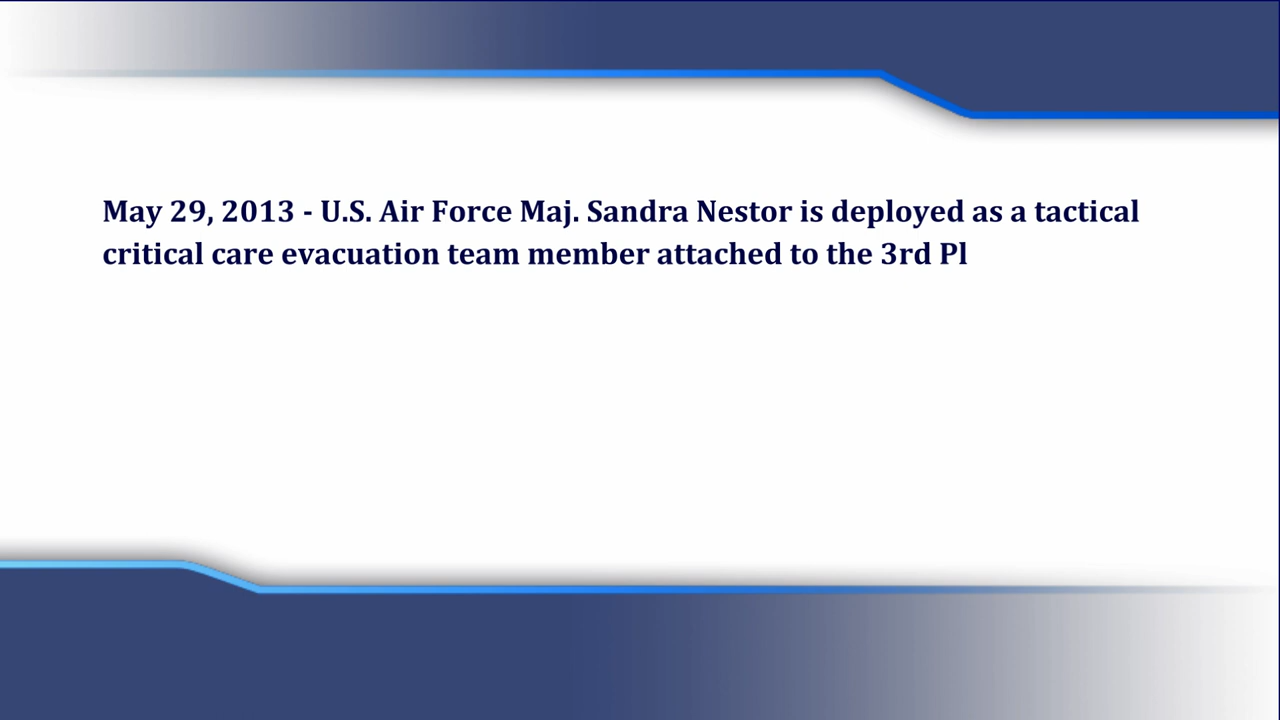 May 29, 2013 - U.S. Air Force Maj. Sandra Nestor is deployed as a tactical
critical care evacuation team member attached to the 3rd Pl